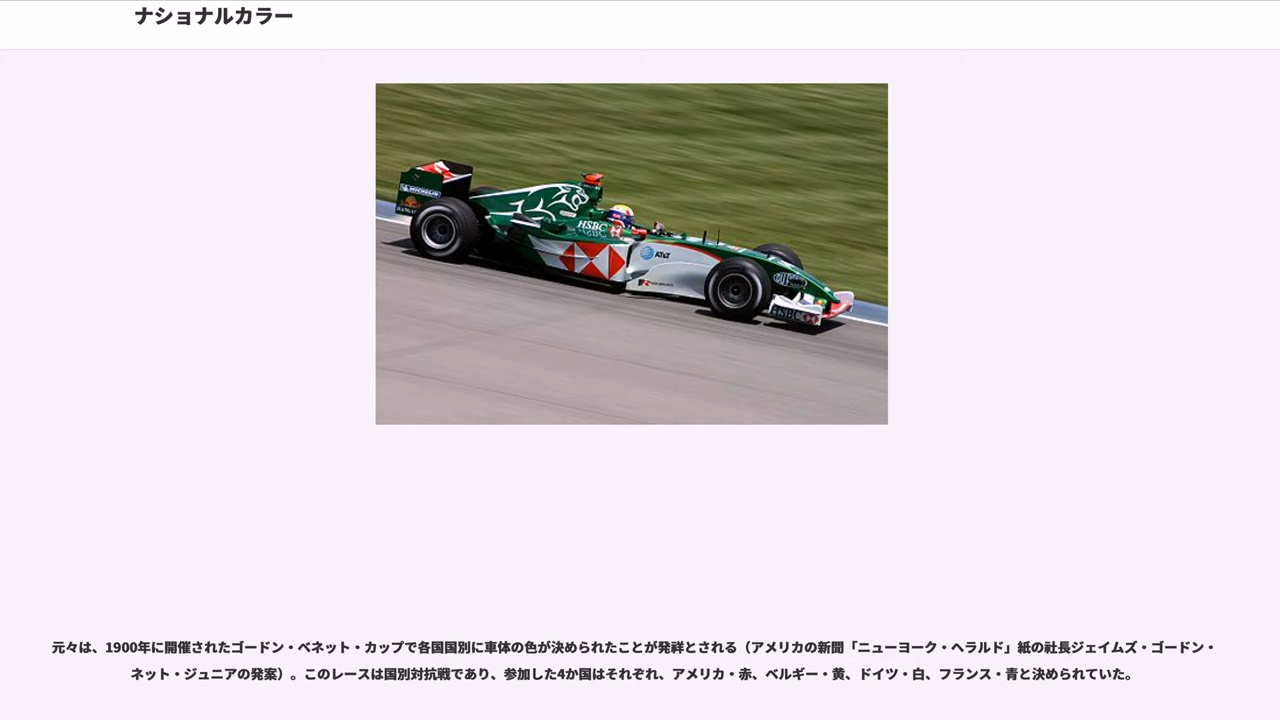 ナショナルカラー
MICHELIN
HSBC
AT&T
HSBC
元々は、1900年に開催されたゴードン・ベネット・カップで各国国別に車体の色が決められたことが発祥とされる（アメリカの新聞「ニューヨーク・ヘラルド」紙の社長ジェイムズ・ゴードン・
ネット・ジュニアの発案）。このレースは国別対抗戦であり、参加した4か国はそれぞれ、アメリカ・赤、ベルギー・黄、ドイツ・白、フランス・青と決められていた。